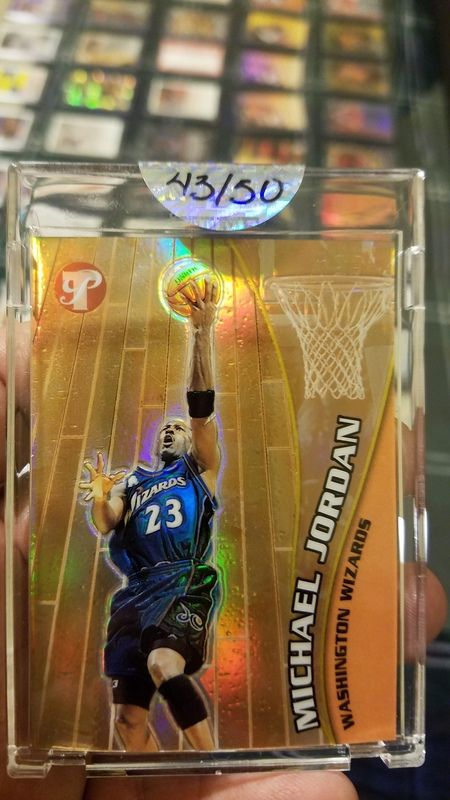 43/50
P
WIZARDS
23
MICHAEL JORDAN
WASHINGTON WIZARDS